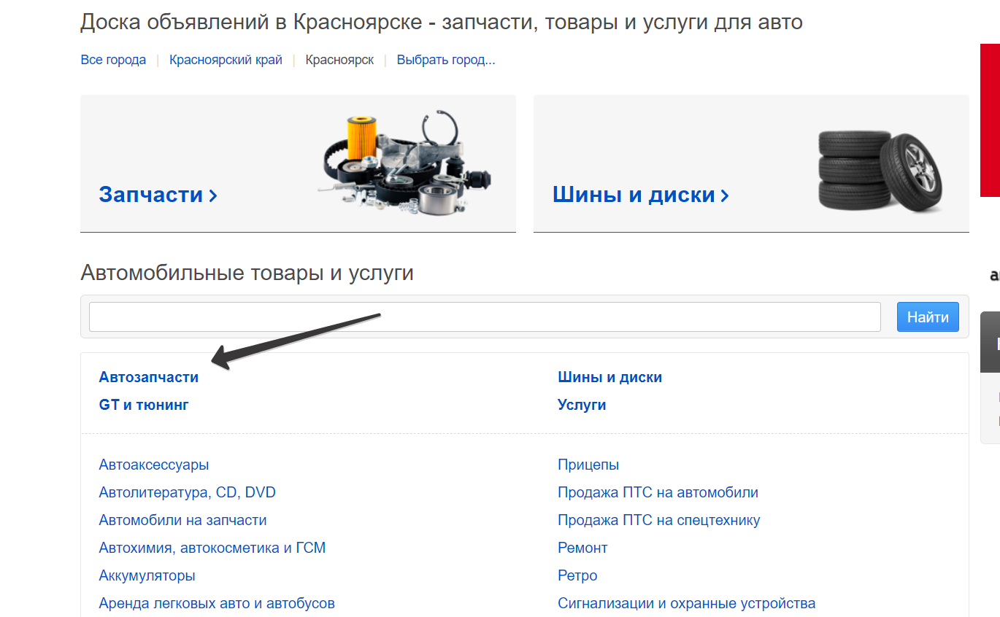 Доска объявлений в Красноярске - запчасти, товары и услуги для авто
Все города | Красноярский край | Красноярск | Выбрать город...
Запчасти
Шины и диски
Автомобильные товары и услуги
Найти
Автозапчасти
GT и тюнинг
Шины и диски
Услуги
Автоаксессуары
Автолитература, CD, DVD
Автомобили на запчасти
Автохимия, автокосметика и ГСМ
Аккумуляторы
Аренда легковых авто и автобусов
Прицепы
Продажа ПТС на автомобили
Продажа ПТС на спецтехнику
Ремонт
Ретро
Сигнализации и охранные устройства